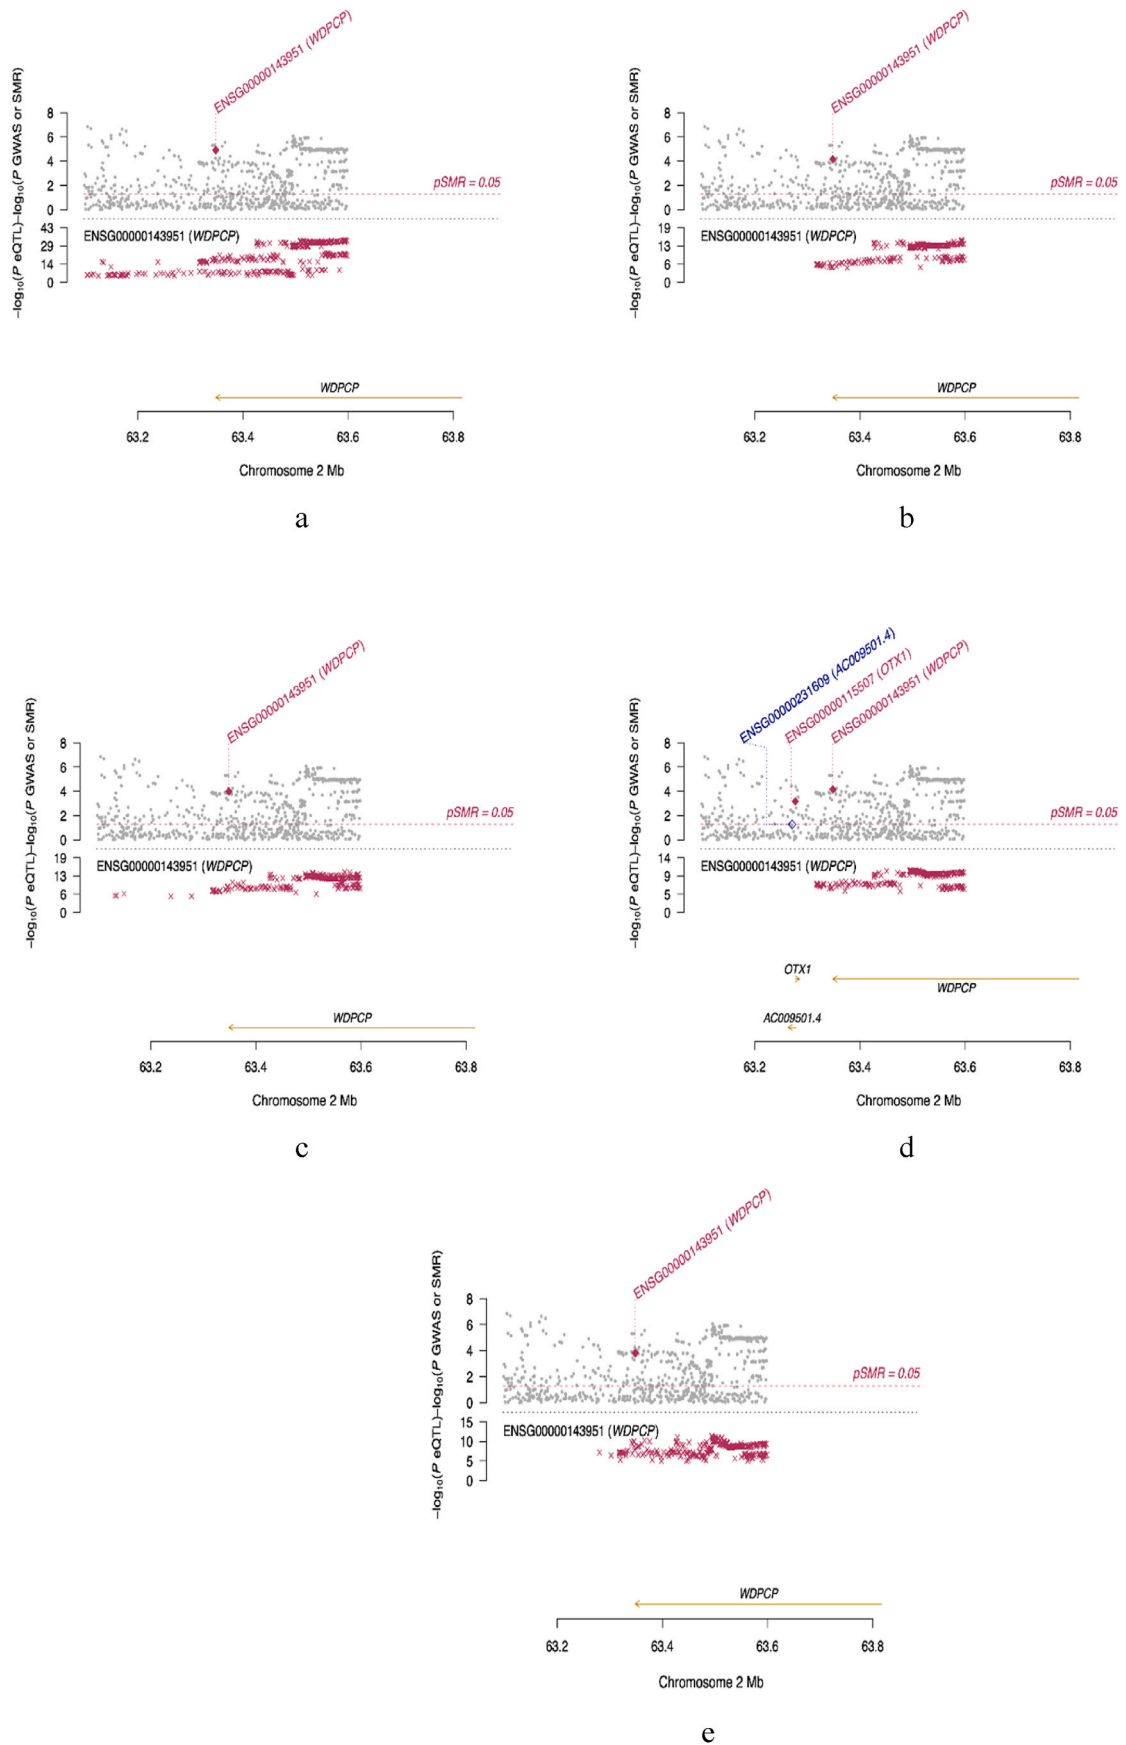 ENSG00000143951 (WDPCP)
−log₁₀(P eQTL)−log₁₀(P GWAS or SMR)
8
6
4
2
0
pSMR = 0.05
ENSG00000143951 (WDPCP)
43
29
14
0
WDPCP
63.2 63.4 63.6 63.8
Chromosome 2 Mb
a
ENSG00000143951 (WDPCP)
−log₁₀(P eQTL)−log₁₀(P GWAS or SMR)
8
6
4
2
0
pSMR = 0.05
ENSG00000143951 (WDPCP)
19
13
6
0
WDPCP
63.2 63.4 63.6 63.8
Chromosome 2 Mb
b
ENSG00000143951 (WDPCP)
−log₁₀(P eQTL)−log₁₀(P GWAS or SMR)
8
6
4
2
0
pSMR = 0.05
ENSG00000143951 (WDPCP)
19
13
6
0
WDPCP
63.2 63.4 63.6 63.8
Chromosome 2 Mb
c
ENSG00000231609 (AC009501.4)
ENSG00000115507 (OTX1)
ENSG00000143951 (WDPCP)
−log₁₀(P eQTL)−log₁₀(P GWAS or SMR)
8
6
4
2
0
pSMR = 0.05
ENSG00000143951 (WDPCP)
14
9
5
0
OTX1
WDPCP
AC009501.4
63.2 63.4 63.6 63.8
Chromosome 2 Mb
d
ENSG00000143951 (WDPCP)
−log₁₀(P eQTL)−log₁₀(P GWAS or SMR)
8
6
4
2
0
pSMR = 0.05
ENSG00000143951 (WDPCP)
15
10
5
0
WDPCP
63.2 63.4 63.6 63.8
Chromosome 2 Mb
e